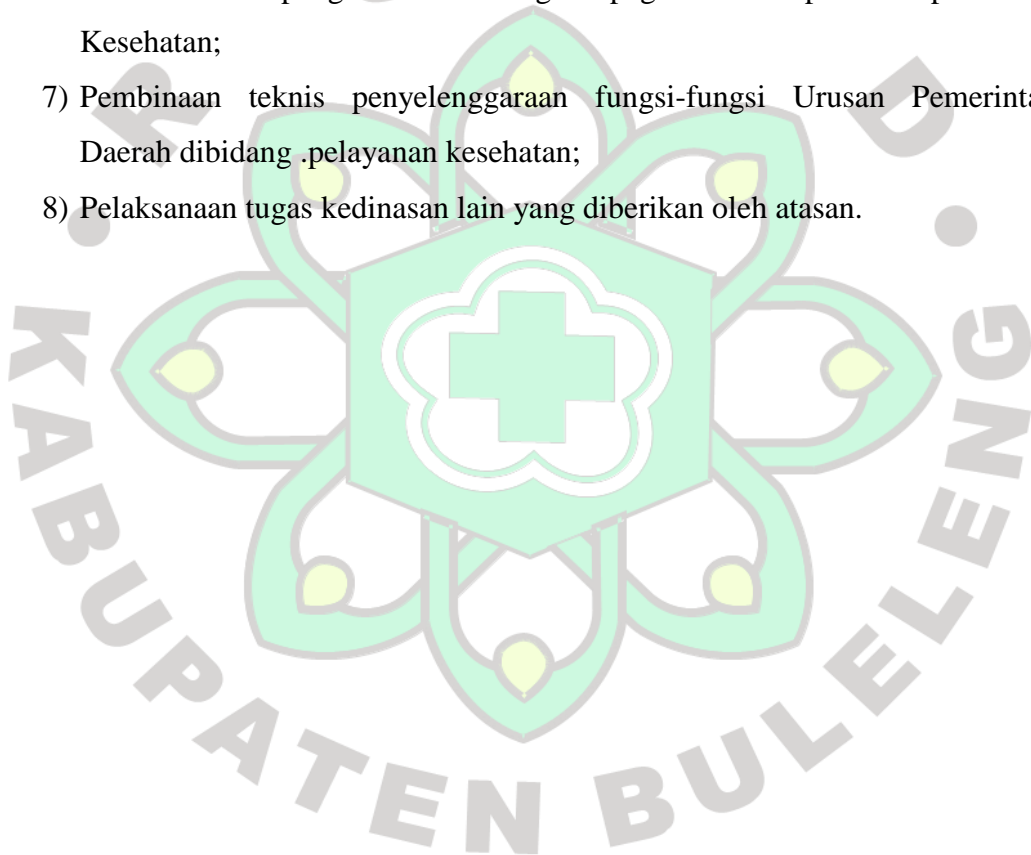 Kesehatan;
7) Pembinaan teknis penyelenggaraan fungsi-fungsi Urusan
Daerah dibidang .pelayanan kesehatan;
8) Pelaksanaan tugas kedinasan lain yang diberikan oleh atasan.
R D
KABUPATEN BULELENG